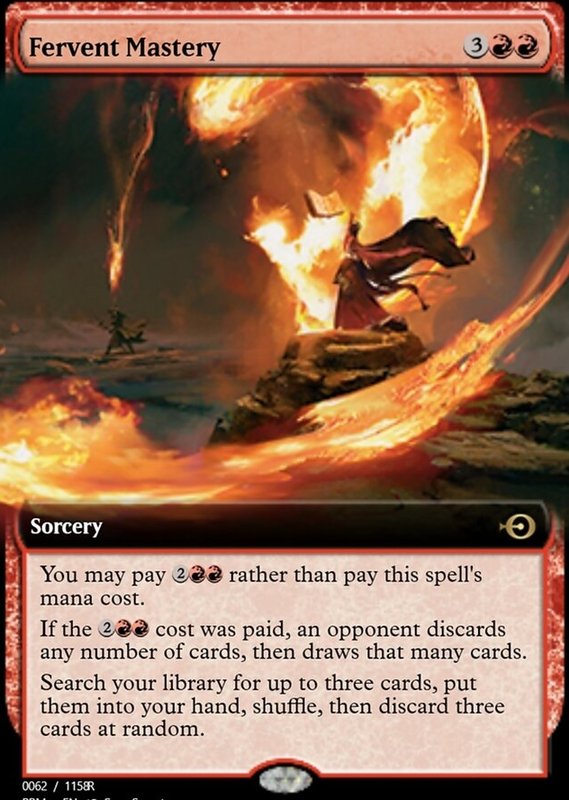 Fervent Mastery 3
Sorcery
You may pay 2 rather than pay this spell's
mana cost.
If the 2 cost was paid, an opponent discards
any number of cards, then draws that many cards.
Search your library for up to three cards, put
them into your hand, shuffle, then discard three
cards at random.
0062 / 1158R